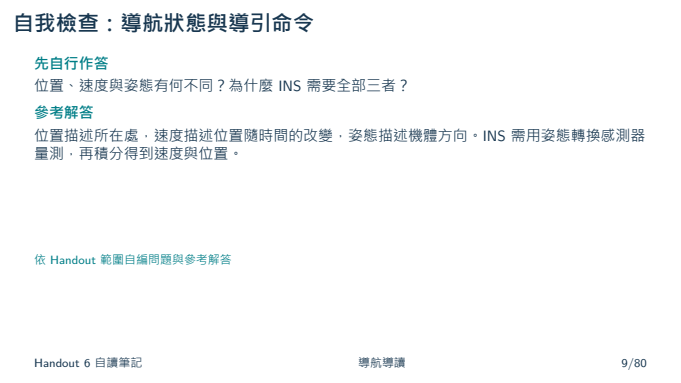 自我檢查：導航狀態與導引命令
先自行作答
位置、速度與姿態有何不同？為什麼 INS 需要全部三者？
參考解答
位置描述所在處，速度描述位置隨時間的改變，姿態描述機體方向。INS 需用姿態轉換感測器
量測，再積分得到速度與位置。
依 Handout 範圍自編問題與參考解答
Handout 6 自讀筆記
導航導讀
9/80